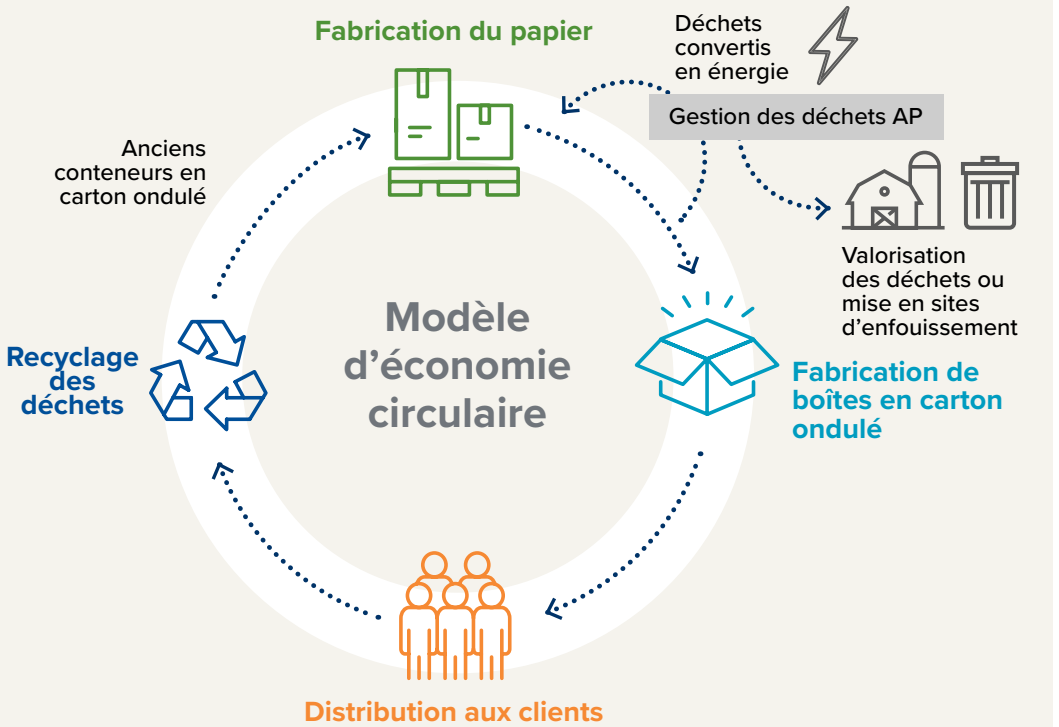 Fabrication du papier
Déchets
convertis
en énergie
Gestion des déchets AP
Anciens
conteneurs en
carton ondulé
Valorisation
des déchets ou
mise en sites
d’enfouissement
Modèle
d’économie
circulaire
Recyclage
des
déchets
Fabrication de
boîtes en carton
ondulé
Distribution aux clients